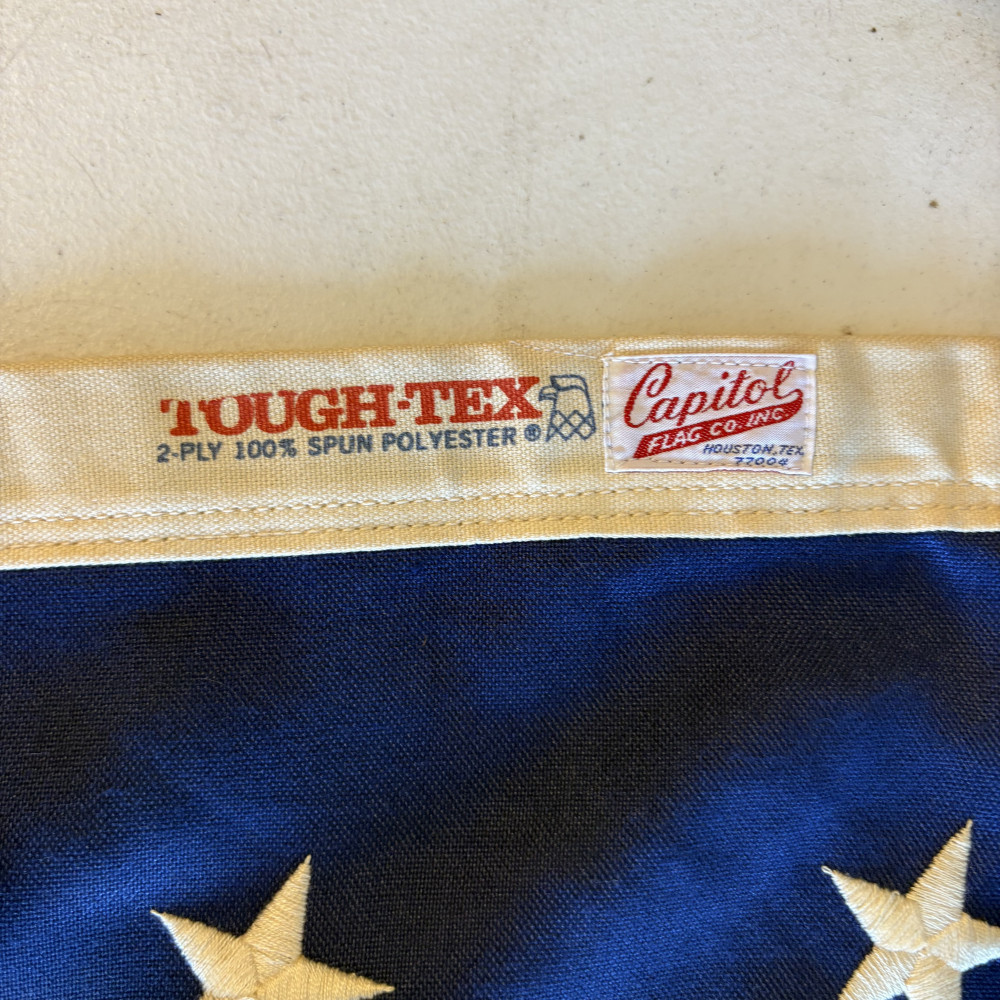 TOUGH-TEX
2-PLY 100% SPUN POLYESTER ®
Capitol
FLAG CO. INC.
HOUSTON, TEX.
77004